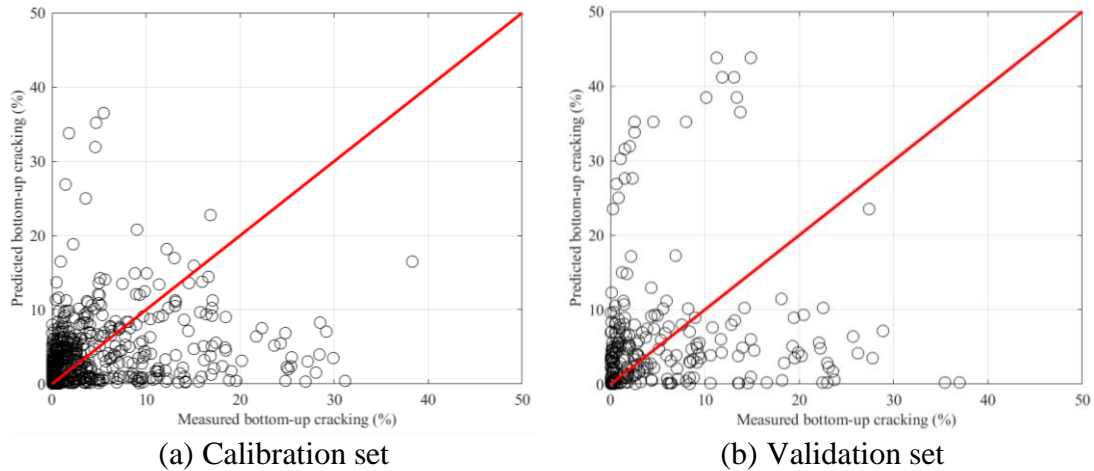 50
40
30
20
10
0
Predicted bottom-up cracking (%)
0 10 20 30 40 50
Measured bottom-up cracking (%)
(a) Calibration set
50
40
30
20
10
0
Predicted bottom-up cracking (%)
0 10 20 30 40 50
Measured bottom-up cracking (%)
(b) Validation set